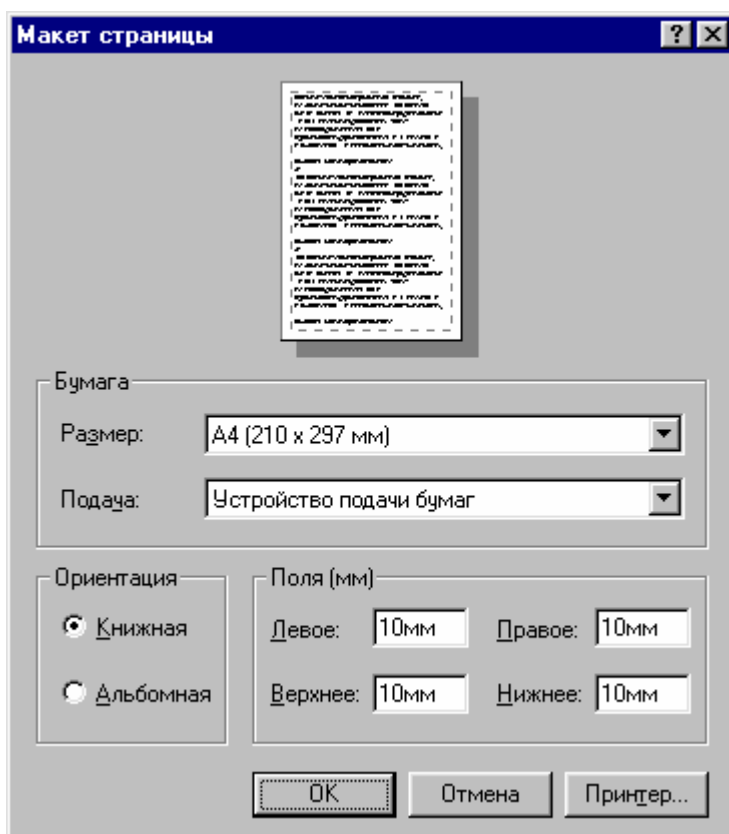 Макет страницы
Бумага
Размер: A4 (210 x 297 мм)
Подача: Устройство подачи бумаг
Ориентация
Книжная
Альбомная
Поля (мм)
Левое: 10мм Правое: 10мм
Верхнее: 10мм Нижнее: 10мм
OK Отмена Принтер...